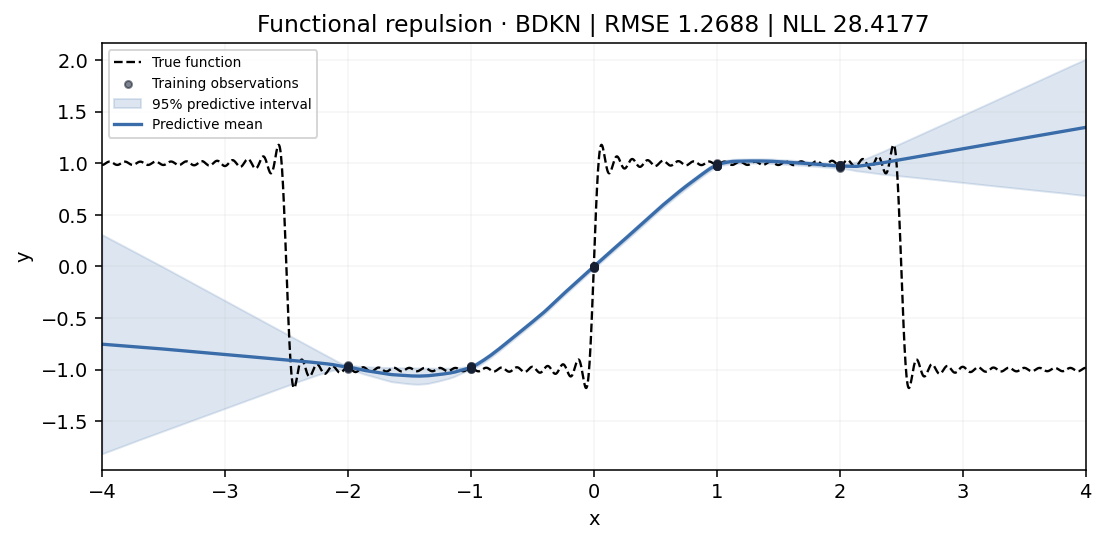 Functional repulsion · BDKN | RMSE 1.2688 | NLL 28.4177
True function
Training observations
95% predictive interval
Predictive mean
y
2.0
1.5
1.0
0.5
0.0
−0.5
−1.0
−1.5
−4 −3 −2 −1 0 1 2 3 4
x